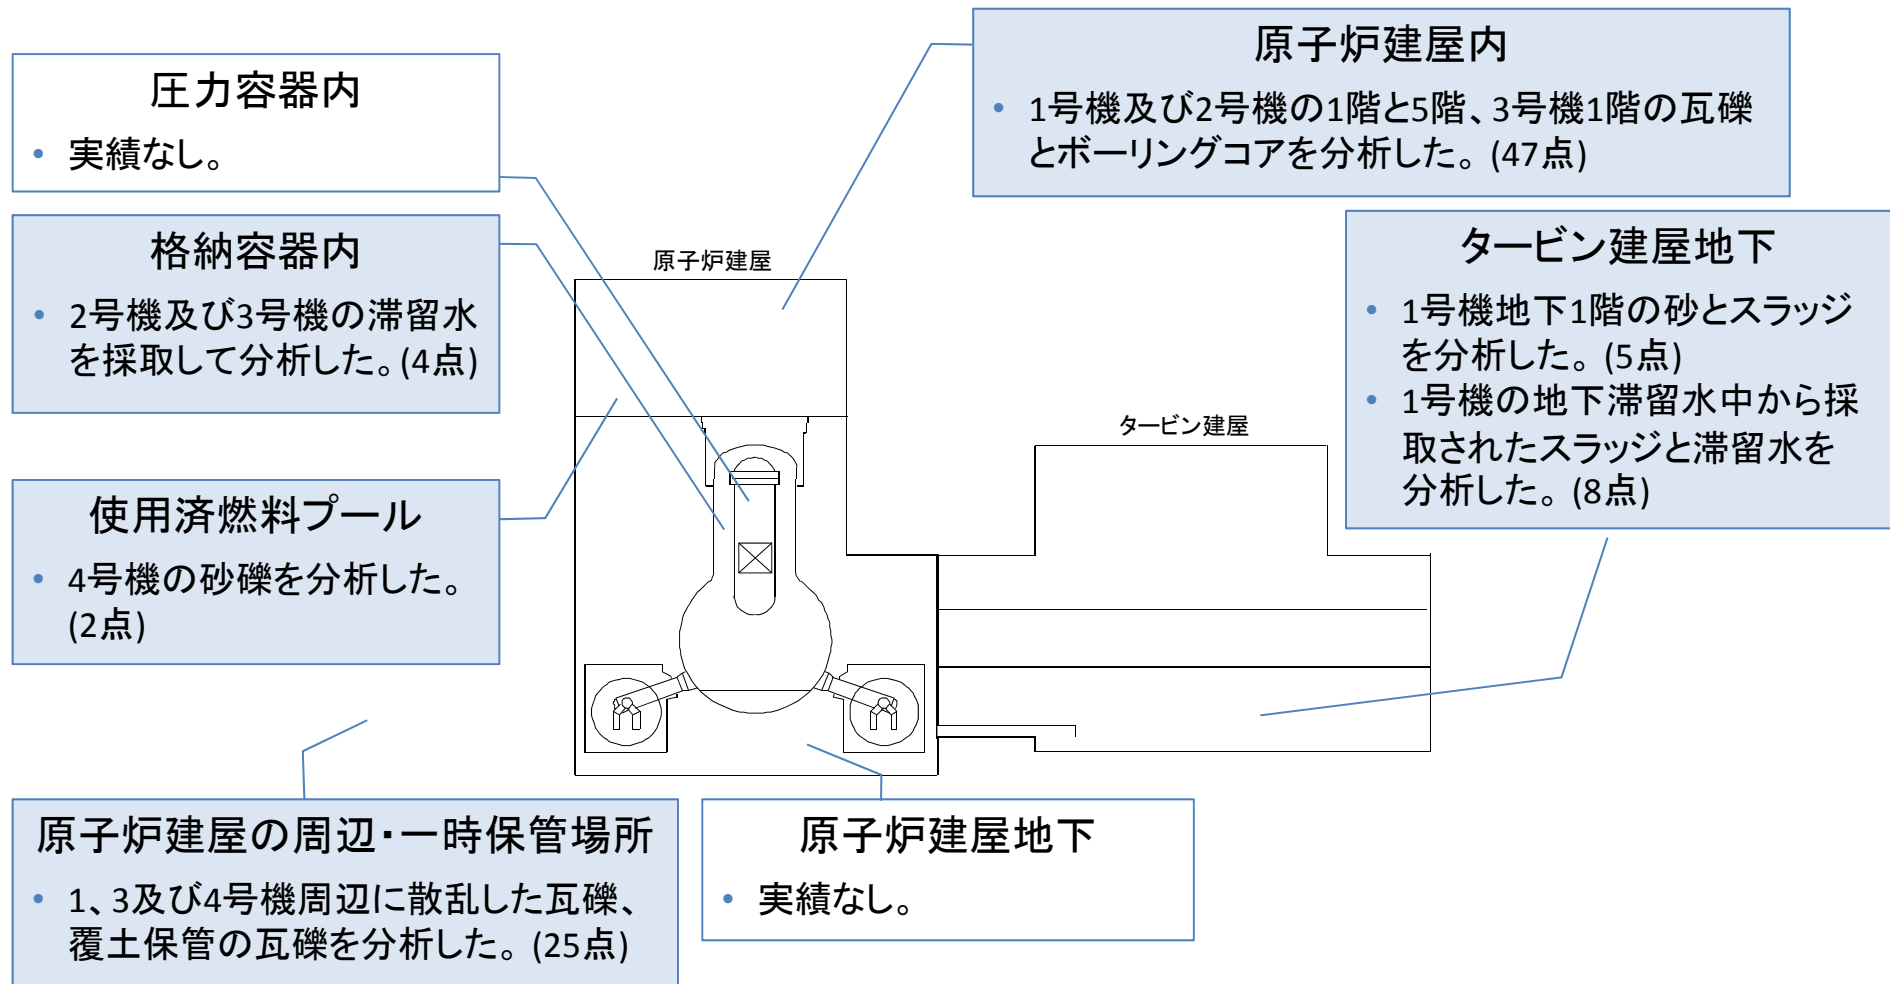 原子炉建屋内
• 1号機及び2号機の1階と5階、3号機1階の瓦礫
とボーリングコアを分析した。(47点)
圧力容器内
• 実績なし。
格納容器内
• 2号機及び3号機の滞留水
を採取して分析した。(4点)
原子炉建屋
タービン建屋地下
• 1号機地下1階の砂とスラッジ
を分析した。(5点)
• 1号機の地下滞留水中から採
取されたスラッジと滞留水を
分析した。(8点)
タービン建屋
使用済燃料プール
• 4号機の砂礫を分析した。
(2点)
原子炉建屋の周辺・一時保管場所
• 1、3及び4号機周辺に散乱した瓦礫、
覆土保管の瓦礫を分析した。(25点)
原子炉建屋地下
• 実績なし。